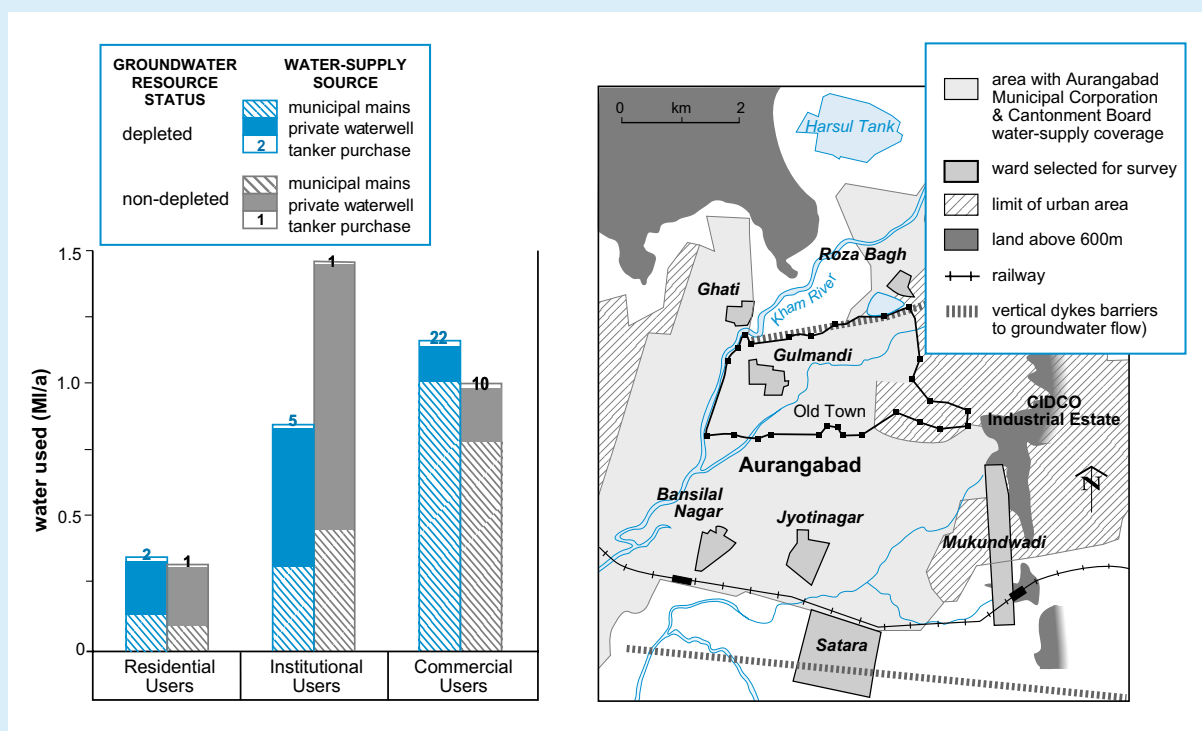 GROUNDWATER
RESOURCE
STATUS
WATER-SUPPLY
SOURCE
depleted
municipal mains
private waterwell
2 tanker purchase
non-depleted
municipal mains
private waterwell
1 tanker purchase
water used (Ml/a)
1.5
1.0
0.5
0
2
1
5
1
22
10
Residential
Users
Institutional
Users
Commercial
Users
0 km 2
Harsul Tank
Roza Bagh
Ghati
Kham River
Gulmandi
Old Town
CIDCO
Industrial Estate
Aurangabad
N
Bansilal
Nagar
Jyotinagar
Mukundwadi
Satara
area with Aurangabad
Municipal Corporation
& Cantonment Board
water-supply coverage
ward selected for survey
limit of urban area
land above 600m
railway
vertical dykes barriers
to groundwater flow)